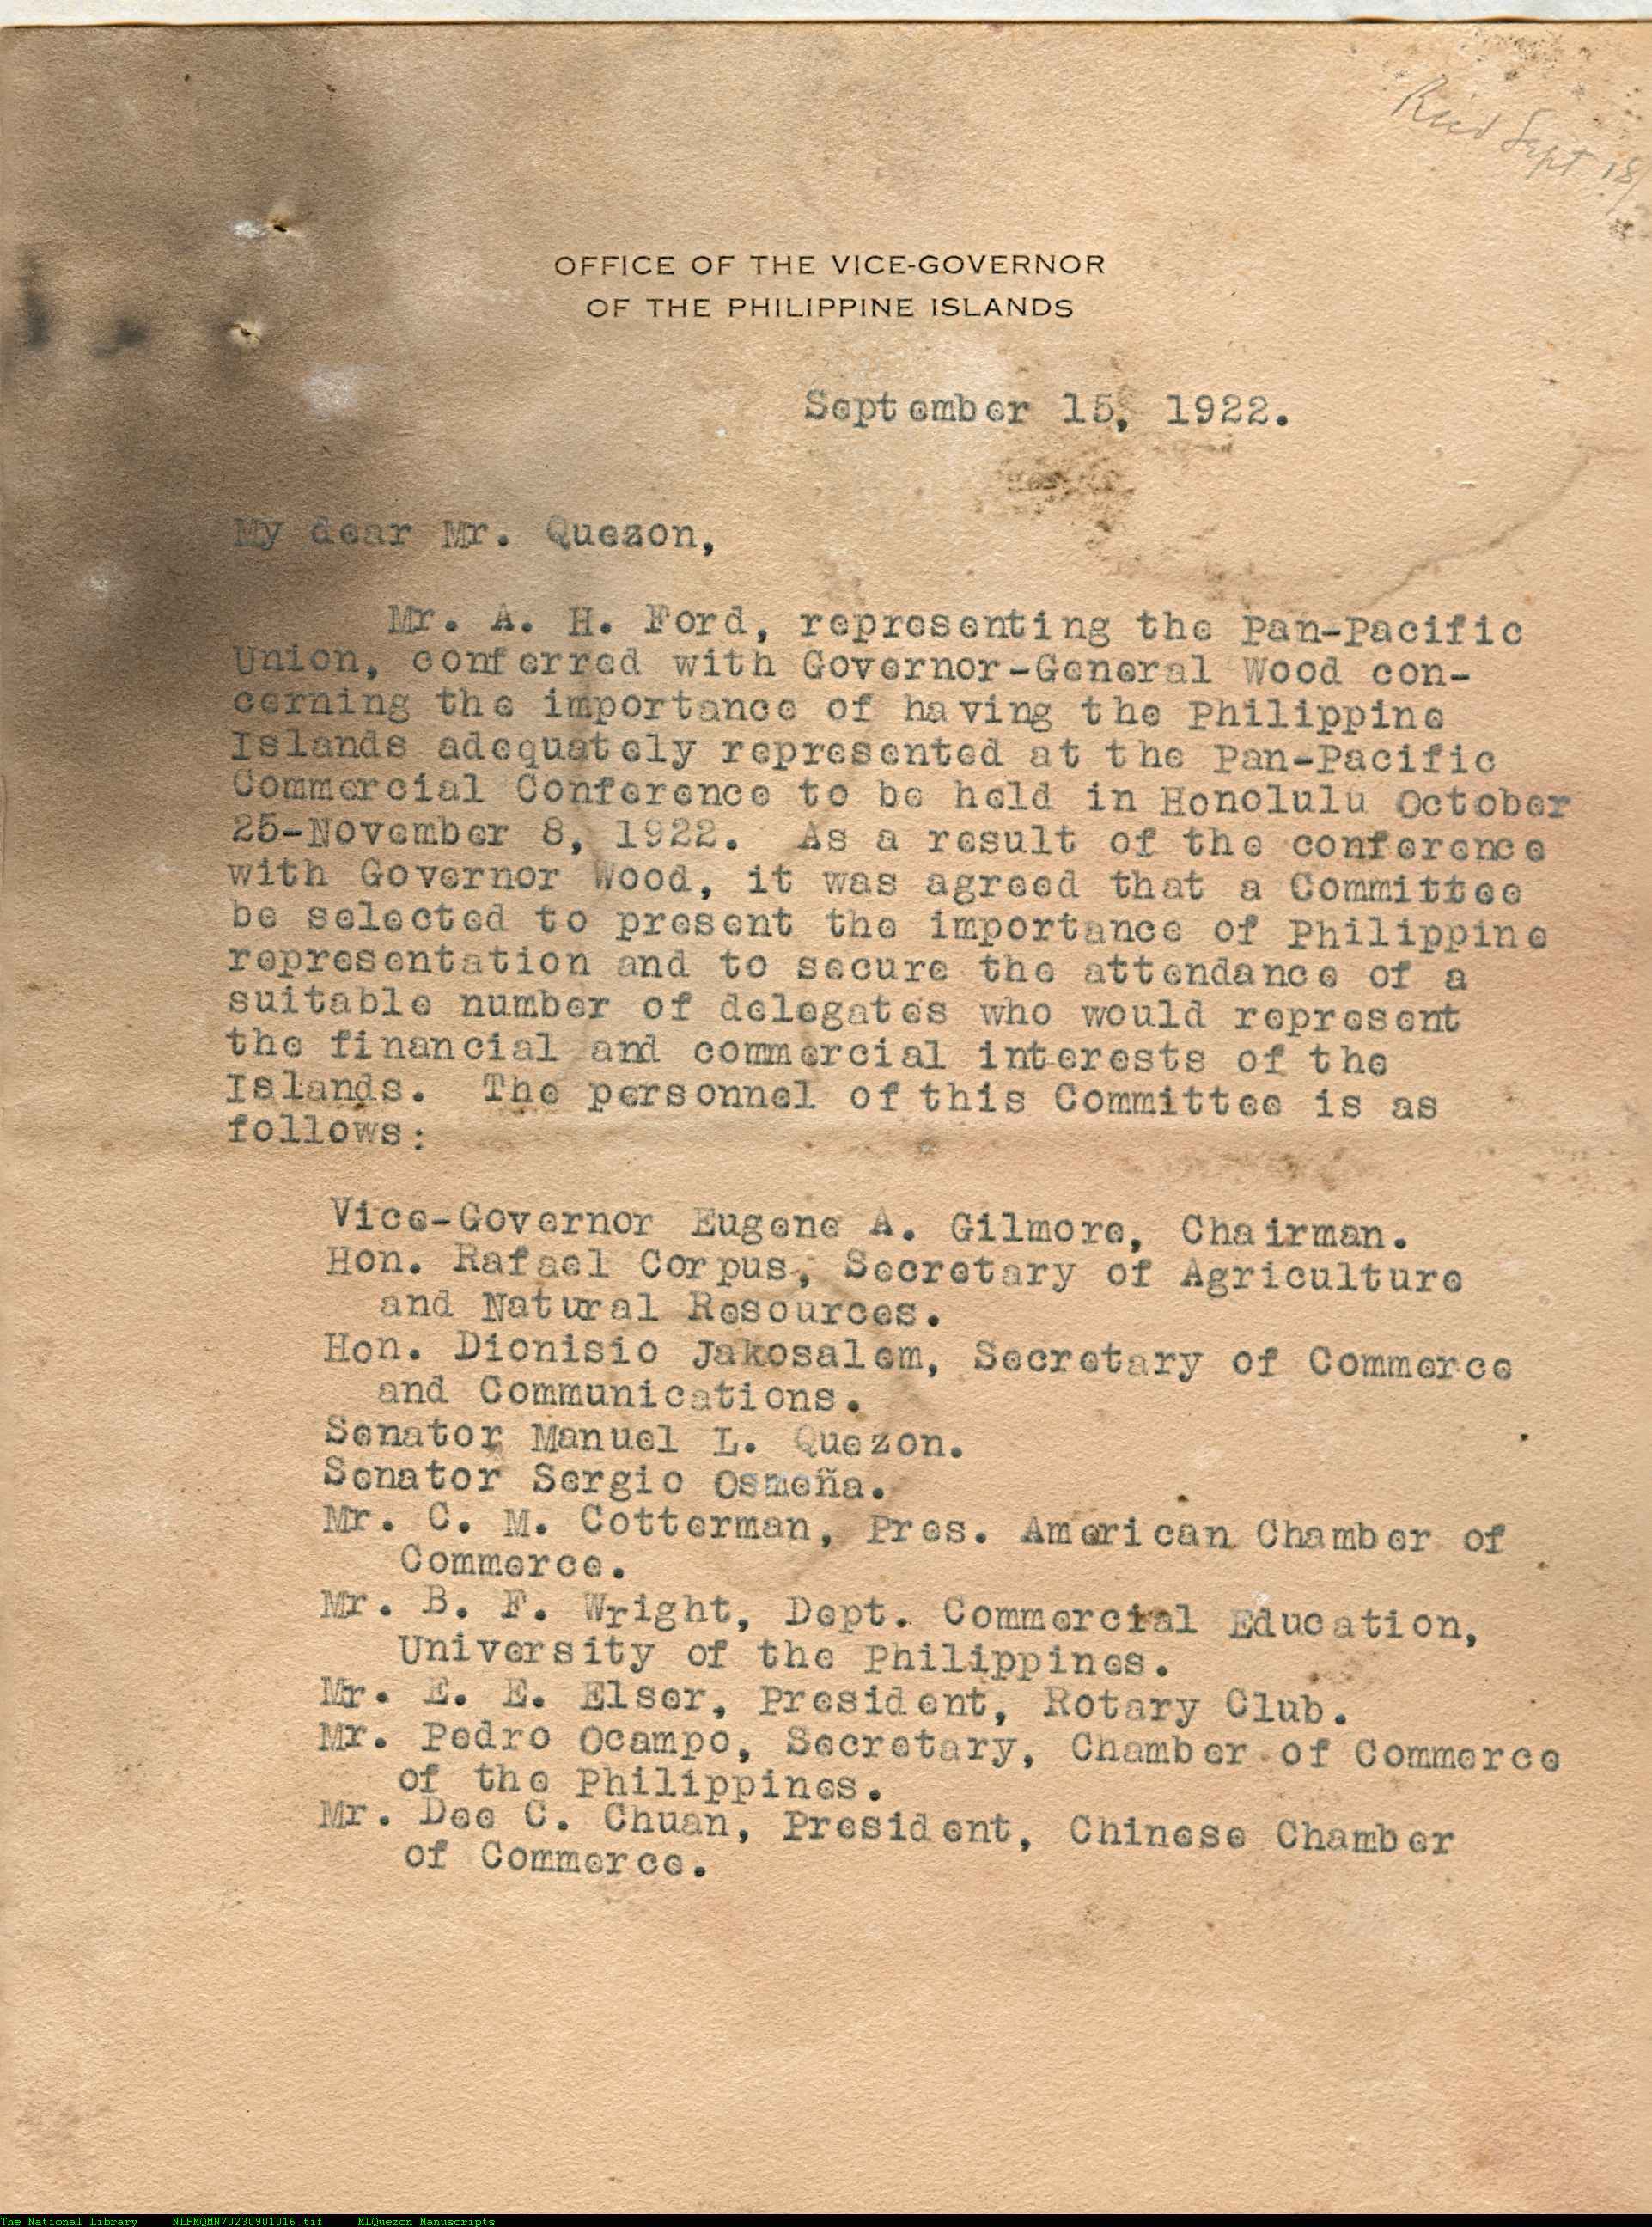 Recd Sept 18/
OFFICE OF THE VICE-GOVERNOR
OF THE PHILIPPINE ISLANDS
September 15, 1922.
My dear Mr. Quezon,
Mr. A. H. Ford, representing the Pan-Pacific
Union, conferred with Governor-General Wood con-
cerning the importance of having the Philippine
Islands adequately represented at the Pan-Pacific
Commercial Conference to be held in Honolulu October
25-November 8, 1922. As a result of the conference
with Governor Wood, it was agreed that a Committee
be selected to present the importance of Philippine
representation and to secure the attendance of a
suitable number of delegates who would represent
the financial and commercial interests of the
Islands. The personnel of this Committee is as
follows:
Vice-Governor Eugene A. Gilmore, Chairman.
Hon. Rafael Corpus, Secretary of Agriculture
and Natural Resources.
Hon. Dionisio Jakosalem, Secretary of Commerce
and Communications.
Senator Manuel L. Quezon.
Senator Sergio Osmeña.
Mr. C. M. Cotterman, Pres. American Chamber of
Commerce.
Mr. B. F. Wright, Dept. Commercial Education,
University of the Philippines.
Mr. E. E. Elser, President, Rotary Club.
Mr. Pedro Ocampo, Secretary, Chamber of Commerce
of the Philippines.
Mr. Dee C. Chuan, President, Chinese Chamber
of Commerce.
The National Library NLPMQMN70230901016.tif MLQuezon Manuscripts